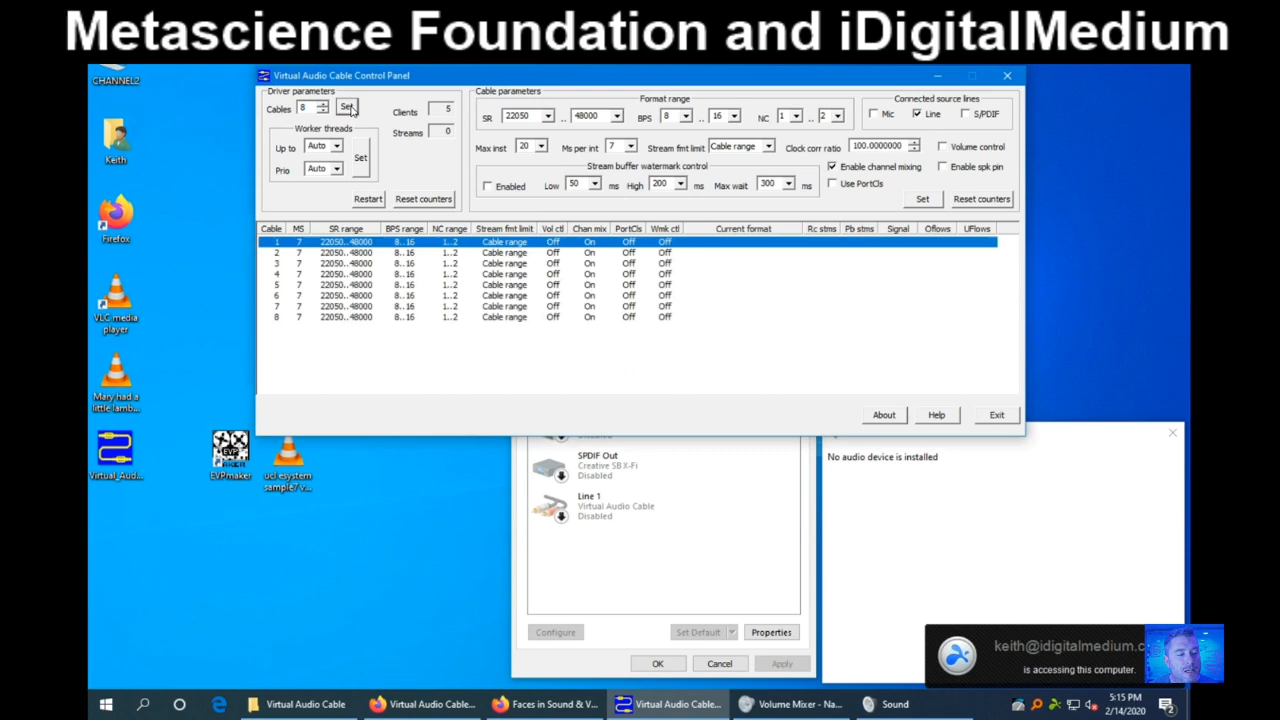 Metascience Foundation and iDigitalMedium
CHANNEL2
Keith
Firefox
VLC media
player
Mary had a
little lamb...
Virtual_Aud...
EVPmaker
ucl esystem
sample7 v...
Virtual Audio Cable Control Panel
Driver parameters
Cables 8 Set
Clients 5
Streams 0
Worker threads
Up to Auto
Prio Auto
Set
Restart Reset counters
Cable parameters
Format range
SR 22050 .. 48000 BPS 8 .. 16 NC 1 .. 2
Connected source lines
Mic Line S/PDIF
Max inst 20 Ms per int 7 Stream fmt limit Cable range Clock corr ratio 100.0000000 Volume control
Stream buffer watermark control
Enabled Low 50 ms High 200 ms Max wait 300 ms
Enable channel mixing Enable spk pin
Use PortCls
Set Reset counters
Cable MS SR range BPS range NC range Stream fmt limit Vol ctl Chan mix PortCls Wmk ctl Current format Rc stms Pb stms Signal Oflows UFlows
1 7 22050..48000 8..16 1..2 Cable range Off On Off Off
2 7 22050..48000 8..16 1..2 Cable range Off On Off Off
3 7 22050..48000 8..16 1..2 Cable range Off On Off Off
4 7 22050..48000 8..16 1..2 Cable range Off On Off Off
5 7 22050..48000 8..16 1..2 Cable range Off On Off Off
6 7 22050..48000 8..16 1..2 Cable range Off On Off Off
7 7 22050..48000 8..16 1..2 Cable range Off On Off Off
8 7 22050..48000 8..16 1..2 Cable range Off On Off Off
About Help Exit
SPDIF Out
Creative SB X-Fi
Disabled
Line 1
Virtual Audio Cable
Disabled
Configure Set Default Properties
OK Cancel Apply
No audio device is installed
keith@idigitalmedium.c
is accessing this computer.
Virtual Audio Cable
Virtual Audio Cable...
Faces in Sound & V...
Virtual Audio Cable...
Volume Mixer - Na...
Sound
5:15 PM
2/14/2020
2